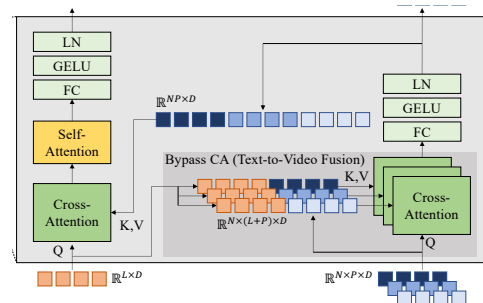 LN
GELU
FC
Self-
Attention
Cross-
Attention
Q
K,V
ℝ^{L×D}
ℝ^{NP×D}
LN
GELU
FC
Bypass CA (Text-to-Video Fusion)
K,V
ℝ^{N×(L+P)×D}
Cross-
Attention
Q
ℝ^{N×P×D}